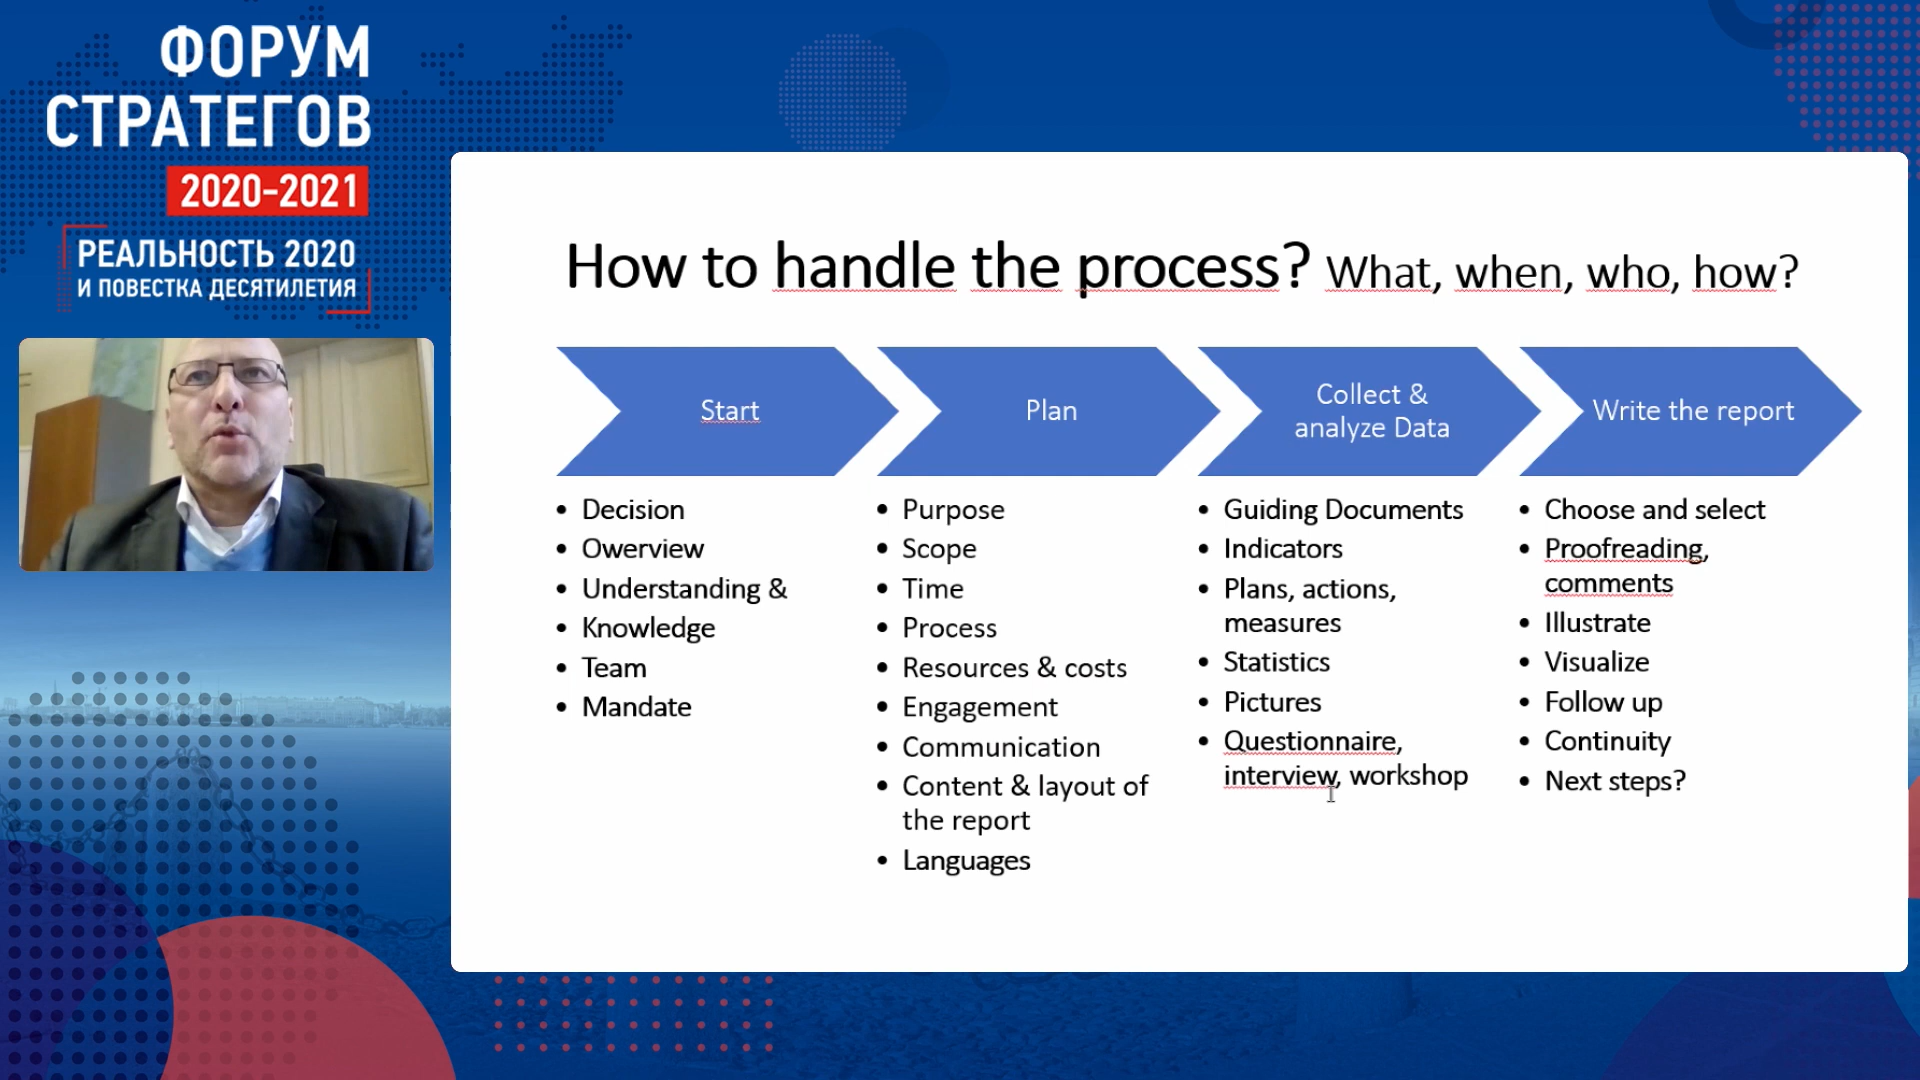 ФОРУМ
СТРАТЕГОВ
2020-2021
РЕАЛЬНОСТЬ 2020
И ПОВЕСТКА ДЕСЯТИЛЕТИЯ
How to handle the process? What, when, who, how?
Start
• Decision
• Owerview
• Understanding &
• Knowledge
• Team
• Mandate
Plan
• Purpose
• Scope
• Time
• Process
• Resources & costs
• Engagement
• Communication
• Content & layout of
the report
• Languages
Collect &
analyze Data
• Guiding Documents
• Indicators
• Plans, actions,
measures
• Statistics
• Pictures
• Questionnaire,
interview, workshop
Write the report
• Choose and select
• Proofreading,
comments
• Illustrate
• Visualize
• Follow up
• Continuity
• Next steps?